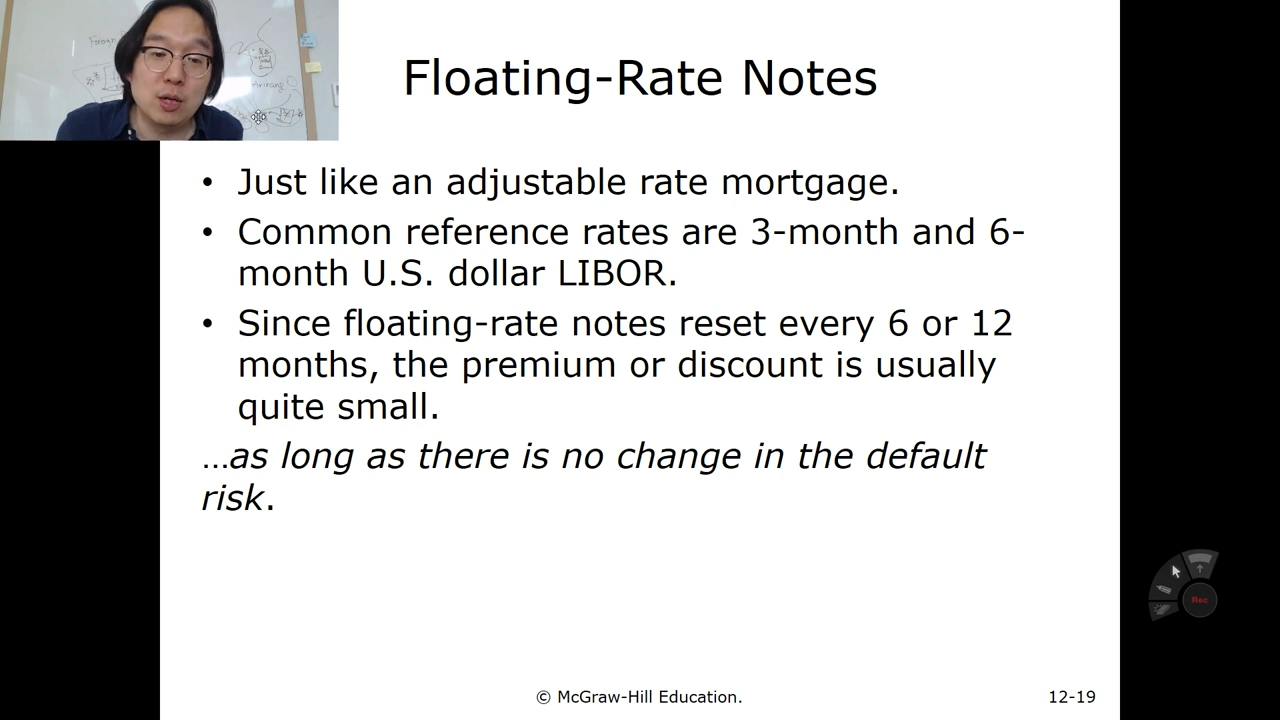 Floating-Rate Notes
• Just like an adjustable rate mortgage.
• Common reference rates are 3-month and 6-
month U.S. dollar LIBOR.
• Since floating-rate notes reset every 6 or 12
months, the premium or discount is usually
quite small.
…as long as there is no change in the default
risk.
Rec
© McGraw-Hill Education.
12-19